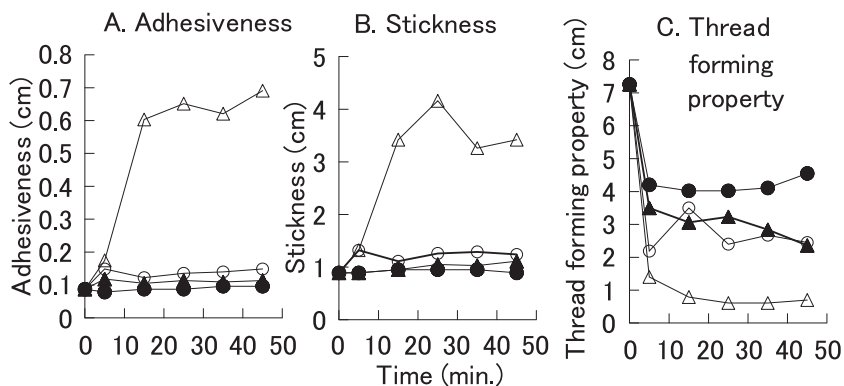 A. Adhesiveness
Adhesiveness (cm)
0.8
0.7
0.6
0.5
0.4
0.3
0.2
0.1
0
0 10 20 30 40 50
B. Stickness
Stickness (cm)
5
4
3
2
1
0
0 10 20 30 40 50
Time (min.)
C. Thread
forming
property
Thread forming property (cm)
8
7
6
5
4
3
2
1
0
0 10 20 30 40 50